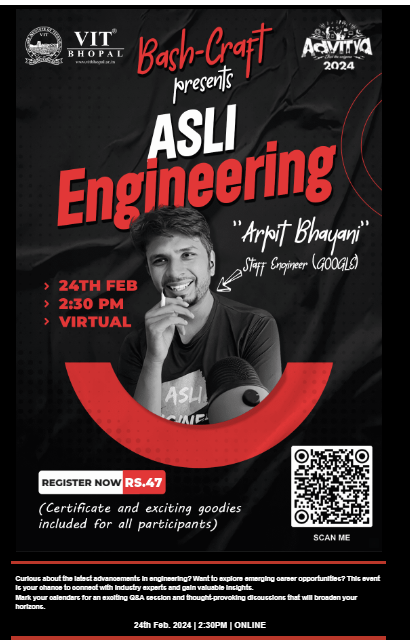 VIT
BHOPAL
www.vitbhopal.ac.in
Bash-Craft
presents
ADVITYA
2024
ASLI
Engineering
"Arpit Bhayani"
Staff Engineer (GOOGLE)
> 24TH FEB
> 2:30 PM
> VIRTUAL
ASLI
REGISTER NOW RS.47
(Certificate and exciting goodies
included for all participants)
SCAN ME
Curious about the latest advancements in engineering? Want to explore emerging career opportunities? This event
is your chance to connect with industry experts and gain valuable insights.
Mark your calendars for an exciting Q&A session and thought-provoking discussions that will broaden your
horizons.
24th Feb. 2024 | 2:30PM | ONLINE